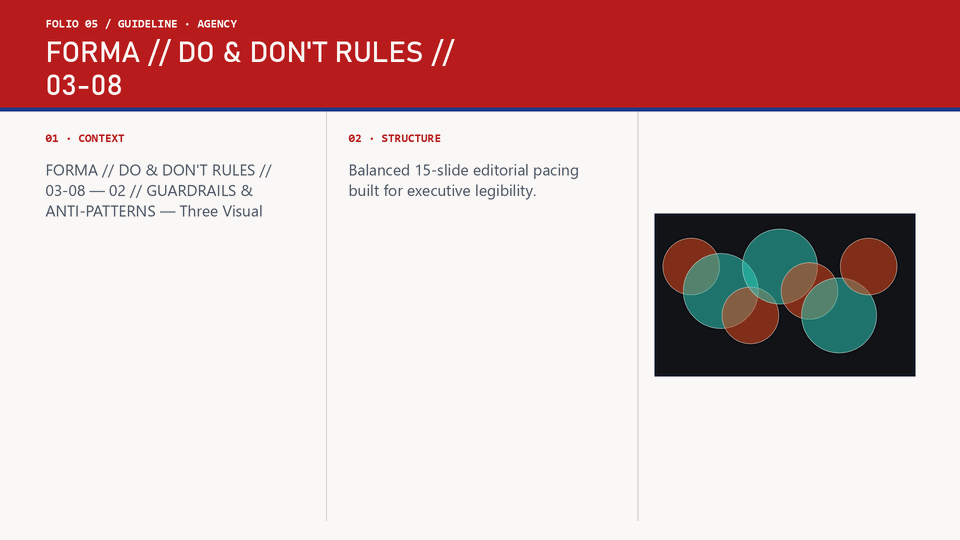 FOLIO 05 / GUIDELINE · AGENCY
FORMA // DO & DON'T RULES //
03-08
01 · CONTEXT
FORMA // DO & DON'T RULES //
03-08 — 02 // GUARDRAILS &
ANTI-PATTERNS — Three Visual
02 · STRUCTURE
Balanced 15-slide editorial pacing
built for executive legibility.